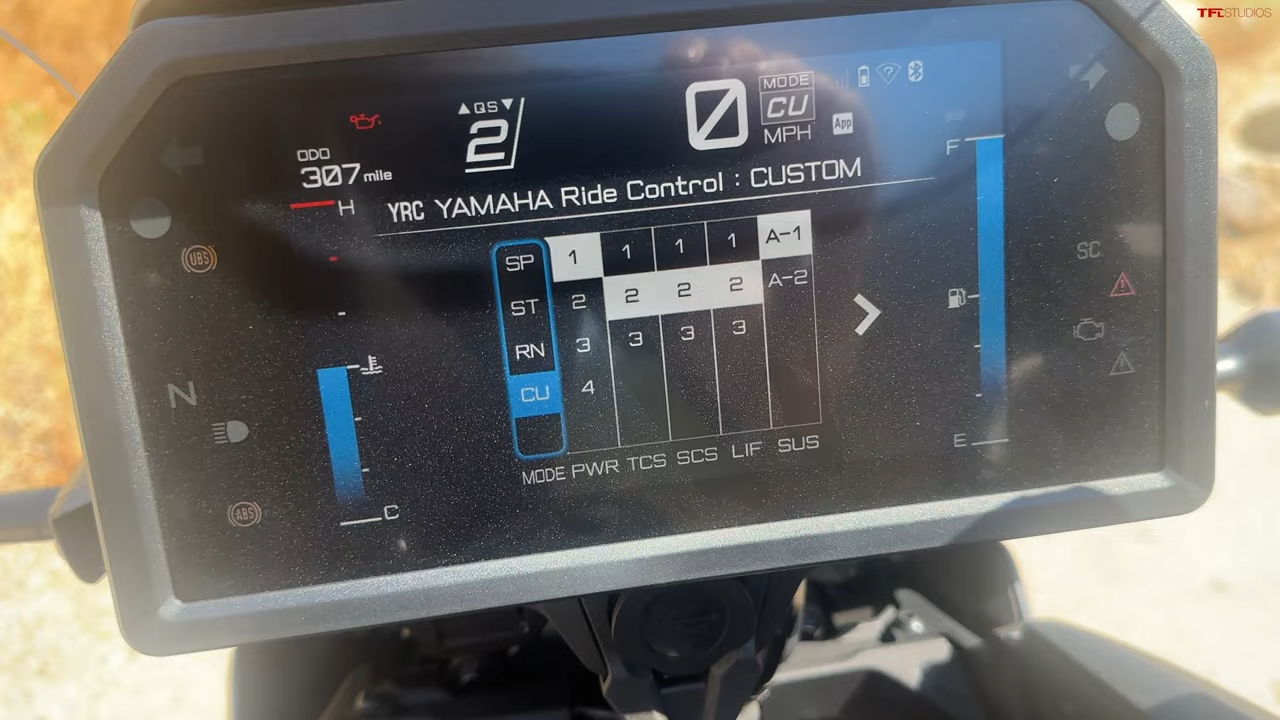 TFLSTUDIOS
▲QS▼
2
0
MODE
CU
MPH
App
?
ODO
307 mile
H
YRC YAMAHA Ride Control : CUSTOM
F
UBS
SC
SP 1 1 1 1 A-1
ST 2 2 2 2 A-2
RN 3 3 3 3
CU 4
N
E
MODE PWR TCS SCS LIF SUS
ABS
C